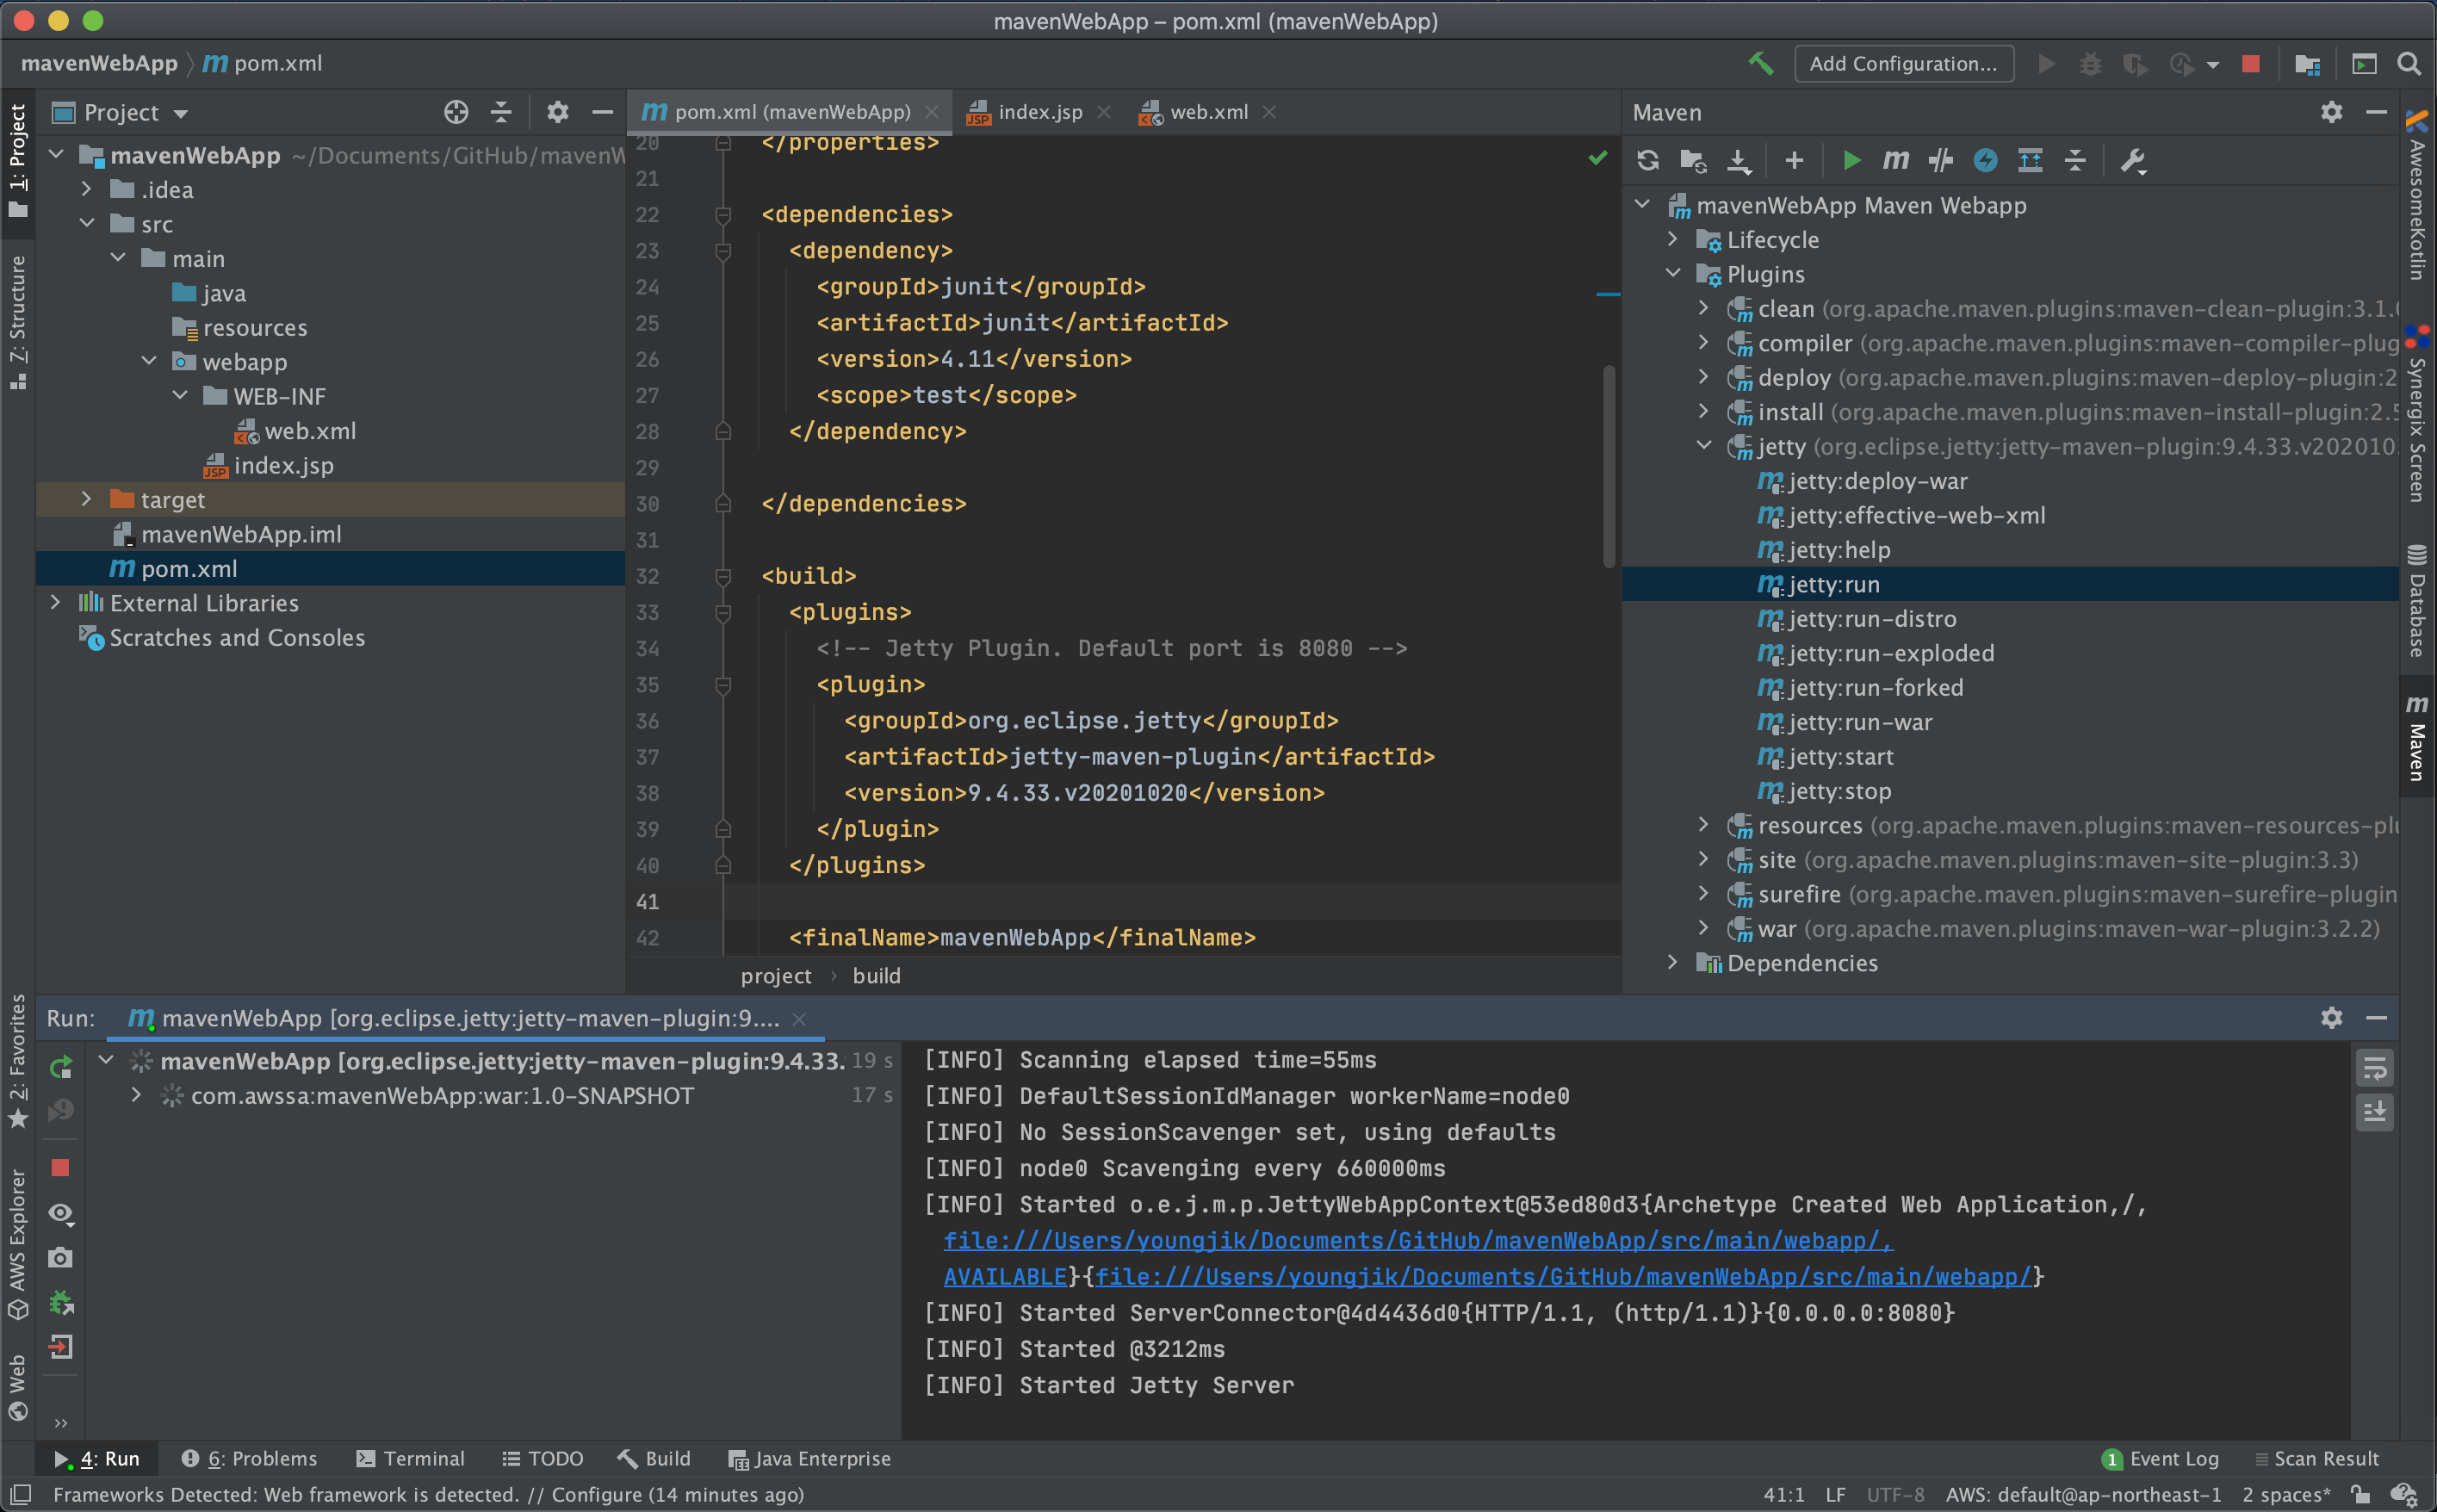 mavenWebApp – pom.xml (mavenWebApp)
mavenWebApp
pom.xml
Add Configuration...
1: Project
7: Structure
2: Favorites
AWS Explorer
Web
Project
mavenWebApp ~/Documents/GitHub/mavenW
.idea
src
main
java
resources
webapp
WEB-INF
web.xml
index.jsp
target
mavenWebApp.iml
pom.xml
External Libraries
Scratches and Consoles
pom.xml (mavenWebApp)
index.jsp
web.xml
20 </properties>
21
22 <dependencies>
23 <dependency>
24 <groupId>junit</groupId>
25 <artifactId>junit</artifactId>
26 <version>4.11</version>
27 <scope>test</scope>
28 </dependency>
29
30 </dependencies>
31
32 <build>
33 <plugins>
34 <!-- Jetty Plugin. Default port is 8080 -->
35 <plugin>
36 <groupId>org.eclipse.jetty</groupId>
37 <artifactId>jetty-maven-plugin</artifactId>
38 <version>9.4.33.v20201020</version>
39 </plugin>
40 </plugins>
41
42 <finalName>mavenWebApp</finalName>
project › build
Maven
mavenWebApp Maven Webapp
Lifecycle
Plugins
clean (org.apache.maven.plugins:maven-clean-plugin:3.1.
compiler (org.apache.maven.plugins:maven-compiler-plug
deploy (org.apache.maven.plugins:maven-deploy-plugin:2
install (org.apache.maven.plugins:maven-install-plugin:2.5
jetty (org.eclipse.jetty:jetty-maven-plugin:9.4.33.v202010
jetty:deploy-war
jetty:effective-web-xml
jetty:help
jetty:run
jetty:run-distro
jetty:run-exploded
jetty:run-forked
jetty:run-war
jetty:start
jetty:stop
resources (org.apache.maven.plugins:maven-resources-plu
site (org.apache.maven.plugins:maven-site-plugin:3.3)
surefire (org.apache.maven.plugins:maven-surefire-plugin
war (org.apache.maven.plugins:maven-war-plugin:3.2.2)
Dependencies
AwesomeKotlin
Synergix Screen
Database
Maven
Run: mavenWebApp [org.eclipse.jetty:jetty-maven-plugin:9....
mavenWebApp [org.eclipse.jetty:jetty-maven-plugin:9.4.33. 19 s
com.awssa:mavenWebApp:war:1.0-SNAPSHOT 17 s
[INFO] Scanning elapsed time=55ms
[INFO] DefaultSessionIdManager workerName=node0
[INFO] No SessionScavenger set, using defaults
[INFO] node0 Scavenging every 660000ms
[INFO] Started o.e.j.m.p.JettyWebAppContext@53ed80d3{Archetype Created Web Application,/,
file:///Users/youngjik/Documents/GitHub/mavenWebApp/src/main/webapp/,
AVAILABLE}{file:///Users/youngjik/Documents/GitHub/mavenWebApp/src/main/webapp/}
[INFO] Started ServerConnector@4d4436d0{HTTP/1.1, (http/1.1)}{0.0.0.0:8080}
[INFO] Started @3212ms
[INFO] Started Jetty Server
4: Run
6: Problems
Terminal
TODO
Build
Java Enterprise
1 Event Log
Scan Result
Frameworks Detected: Web framework is detected. // Configure (14 minutes ago)
41:1 LF UTF-8 AWS: default@ap-northeast-1 2 spaces*